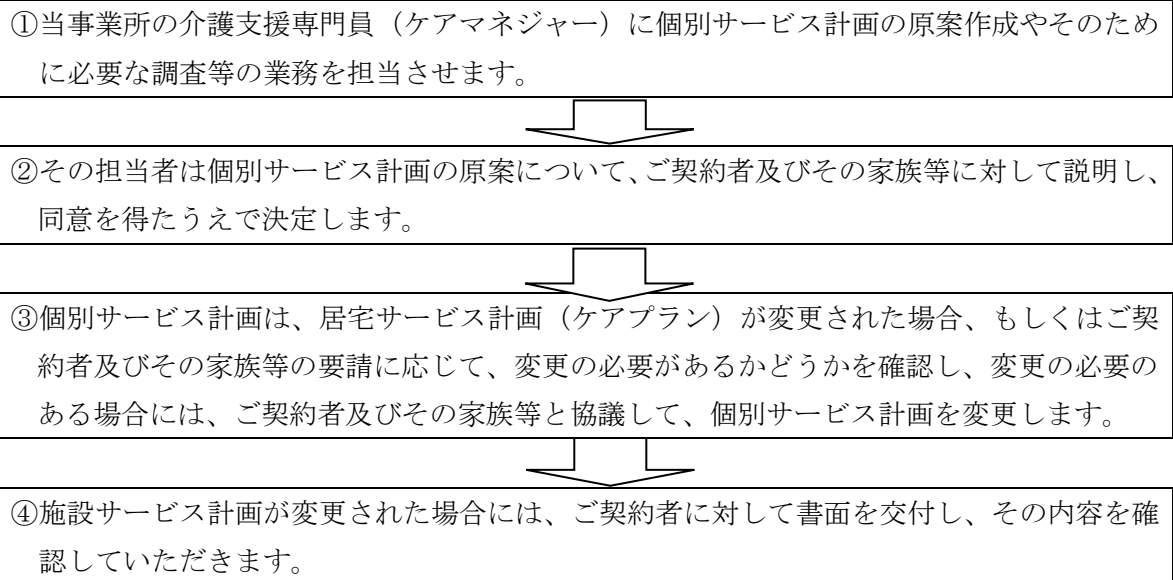 ①当事業所の介護支援専門員（ケアマネジャー）に個別サービス計画の原案作成やそのため
に必要な調査等の業務を担当させます。
②その担当者は個別サービス計画の原案について、ご契約者及びその家族等に対して説明し、
同意を得たうえで決定します。
③個別サービス計画は、居宅サービス計画（ケアプラン）が変更された場合、もしくはご契
約者及びその家族等の要請に応じて、変更の必要があるかどうかを確認し、変更の必要の
ある場合には、ご契約者及びその家族等と協議して、個別サービス計画を変更します。
④施設サービス計画が変更された場合には、ご契約者に対して書面を交付し、その内容を確
認していただきます。